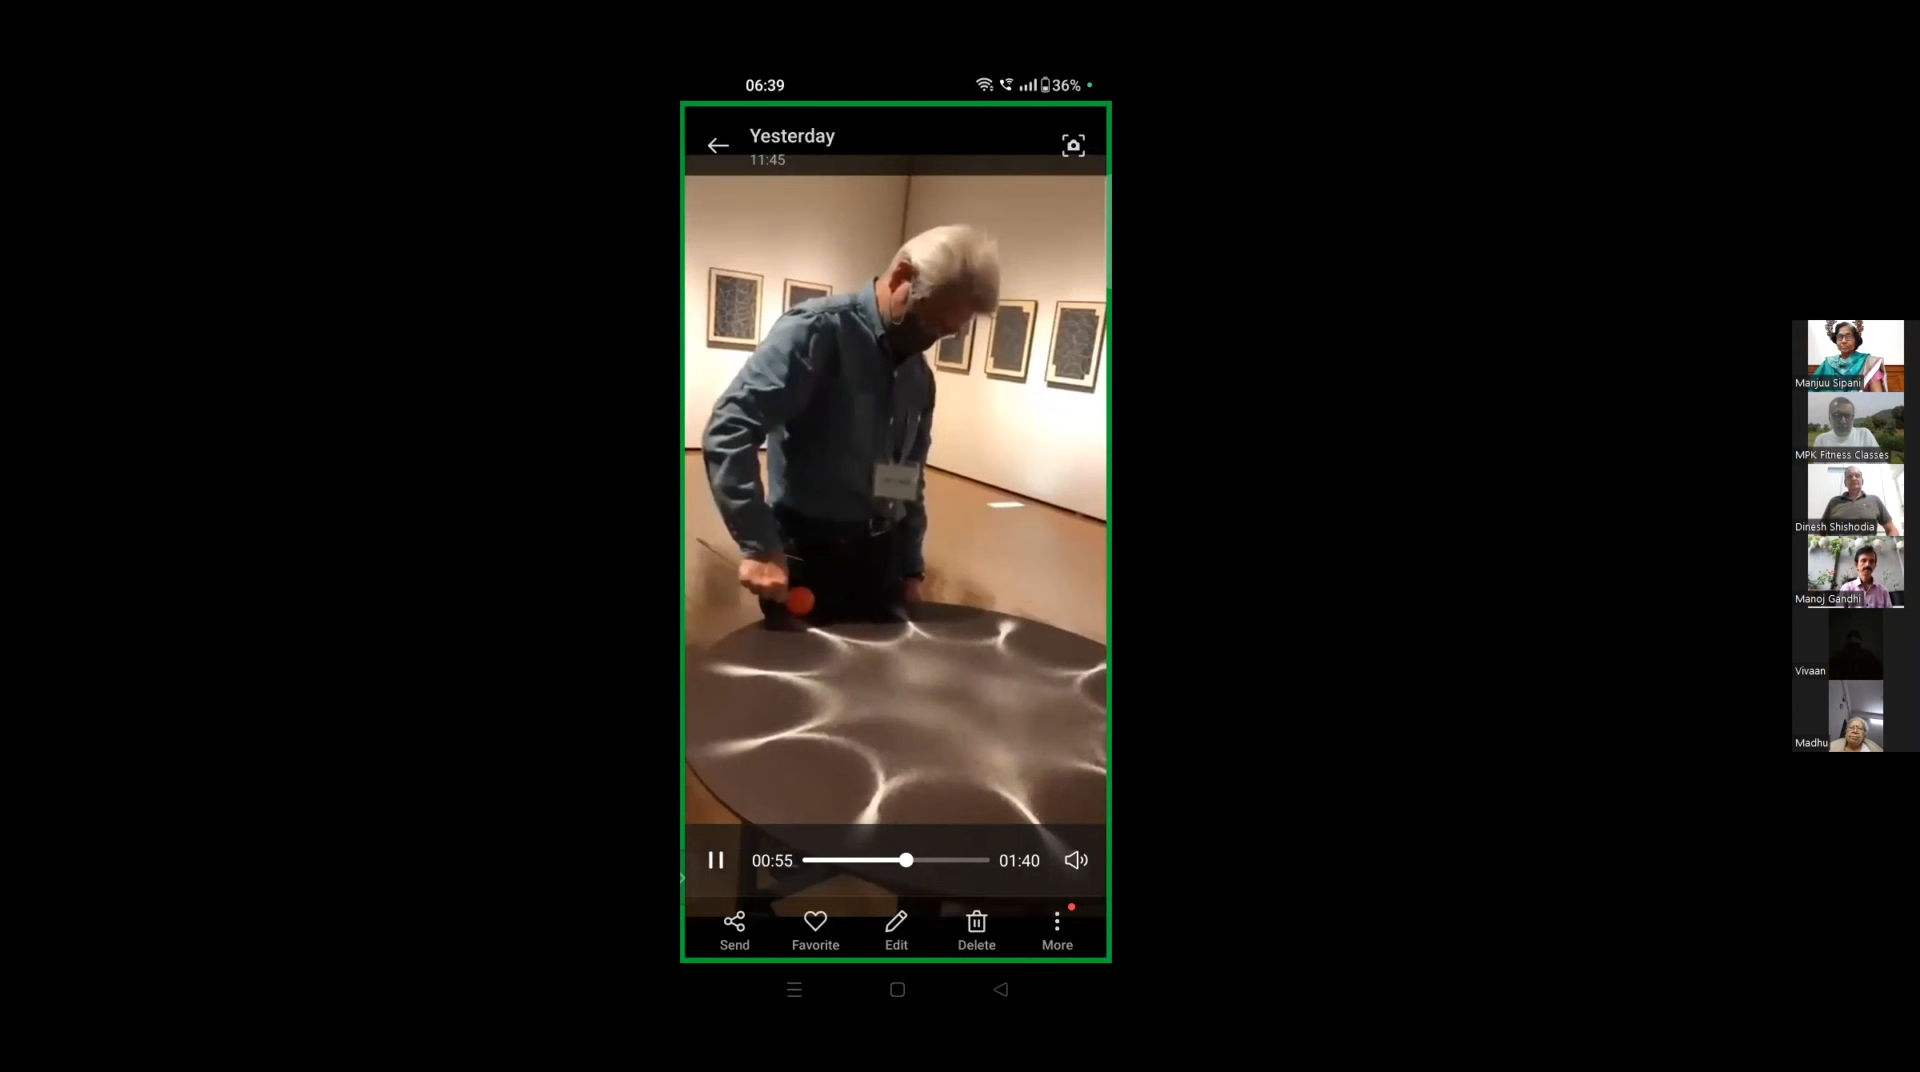 06:39
36%
Yesterday
11:45
00:55
01:40
Send
Favorite
Edit
Delete
More
Manjuu Sipani
MPK Fitness Classes
Dinesh Shishodia
Manoj Gandhi
Vivaan
Madhu